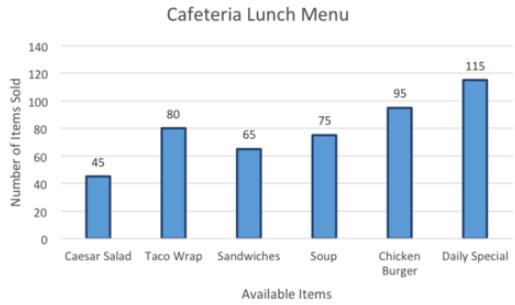 Cafeteria Lunch Menu
Number of Items Sold
140
120
100
80
60
40
20
0
45
80
65
75
95
115
Caesar Salad
Taco Wrap
Sandwiches
Soup
Chicken
Burger
Daily Special
Available Items